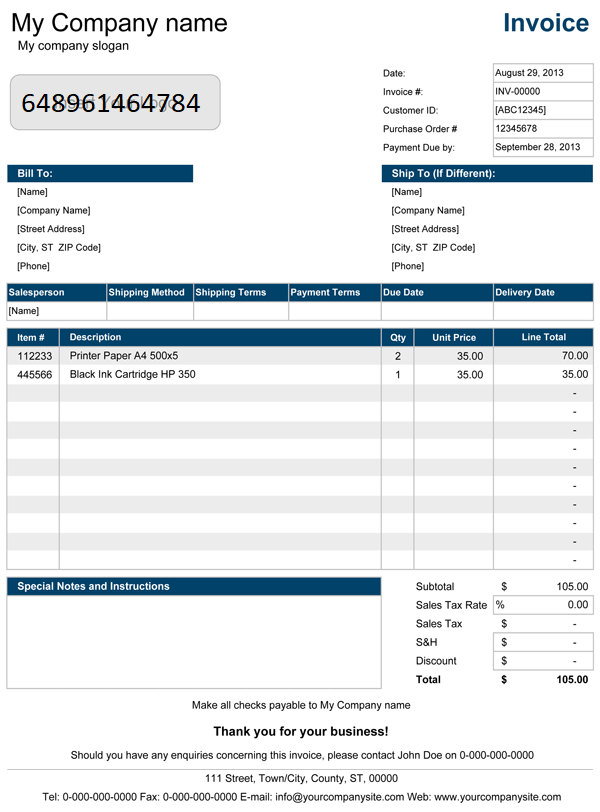 My Company name
Invoice
My company slogan
648961464784
Date: August 29, 2013
Invoice #: INV-00000
Customer ID: [ABC12345]
Purchase Order # 12345678
Payment Due by: September 28, 2013
Bill To: Ship To (If Different):
[Name] [Name]
[Company Name] [Company Name]
[Street Address] [Street Address]
[City, ST ZIP Code] [City, ST ZIP Code]
[Phone] [Phone]
Salesperson Shipping Method Shipping Terms Payment Terms Due Date Delivery Date
[Name]
Item # Description Qty Unit Price Line Total
112233 Printer Paper A4 500x5 2 35.00 70.00
445566 Black Ink Cartridge HP 350 1 35.00 35.00
-
-
-
-
-
-
-
-
-
-
Special Notes and Instructions
Subtotal $ 105.00
Sales Tax Rate % 0.00
Sales Tax $ -
S&H $ -
Discount $ -
Total $ 105.00
Make all checks payable to My Company name
Thank you for your business!
Should you have any enquiries concerning this invoice, please contact John Doe on 0-000-000-0000
111 Street, Town/City, County, ST, 00000
Tel: 0-000-000-0000 Fax: 0-000-000-0000 E-mail: info@yourcompanysite.com Web: www.yourcompanysite.com